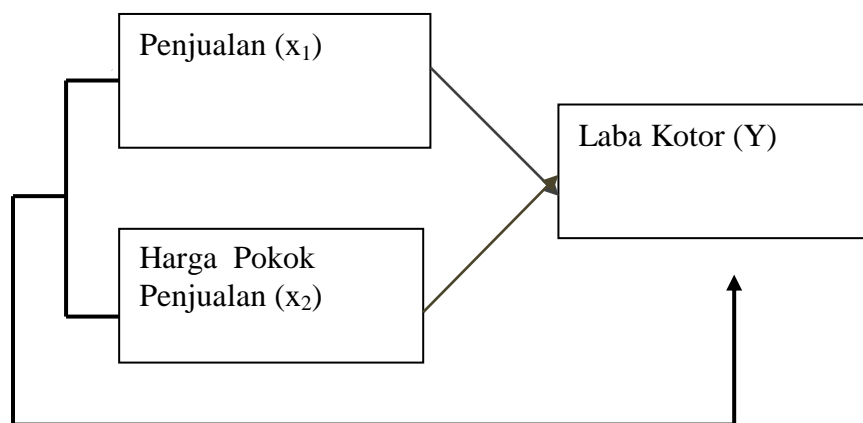 Penjualan (x₁)
Laba Kotor (Y)
Harga Pokok
Penjualan (x₂)